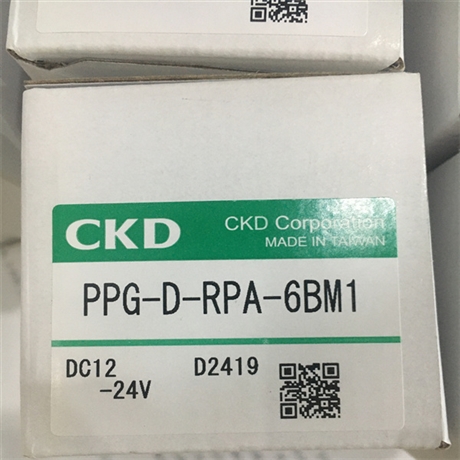 CKD CKD Corporation
MADE IN TAIWAN
PPG-D-RPA-6BM1
DC12 D2419
-24V